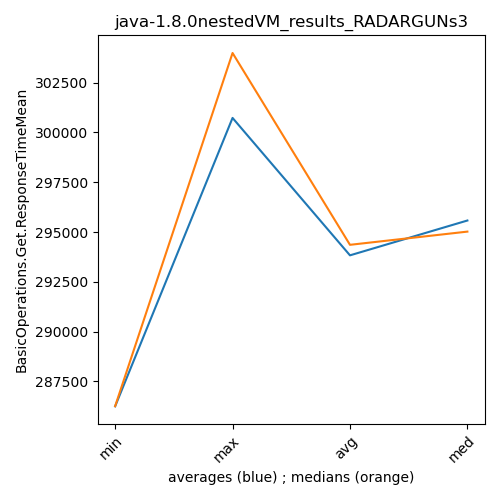 java-1.8.0nestedVM_results_RADARGUNs3
BasicOperations.Get.ResponseTimeMean
302500
300000
297500
295000
292500
290000
287500
min
max
avg
med
averages (blue) ; medians (orange)